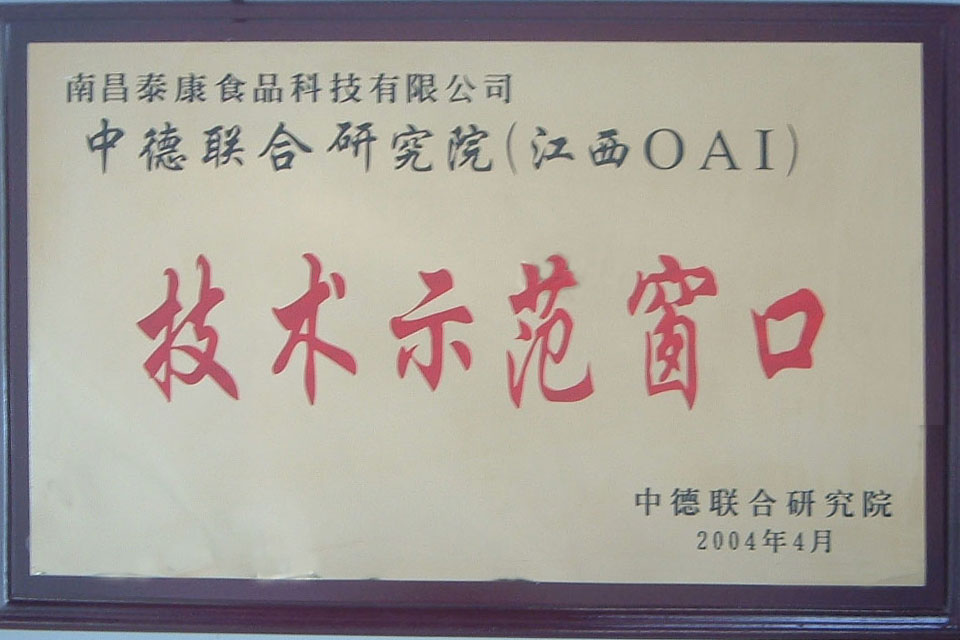 南昌泰康食品科技有限公司
中德联合研究院(江西OAI)
技术示范窗口
中德联合研究院
2004年4月